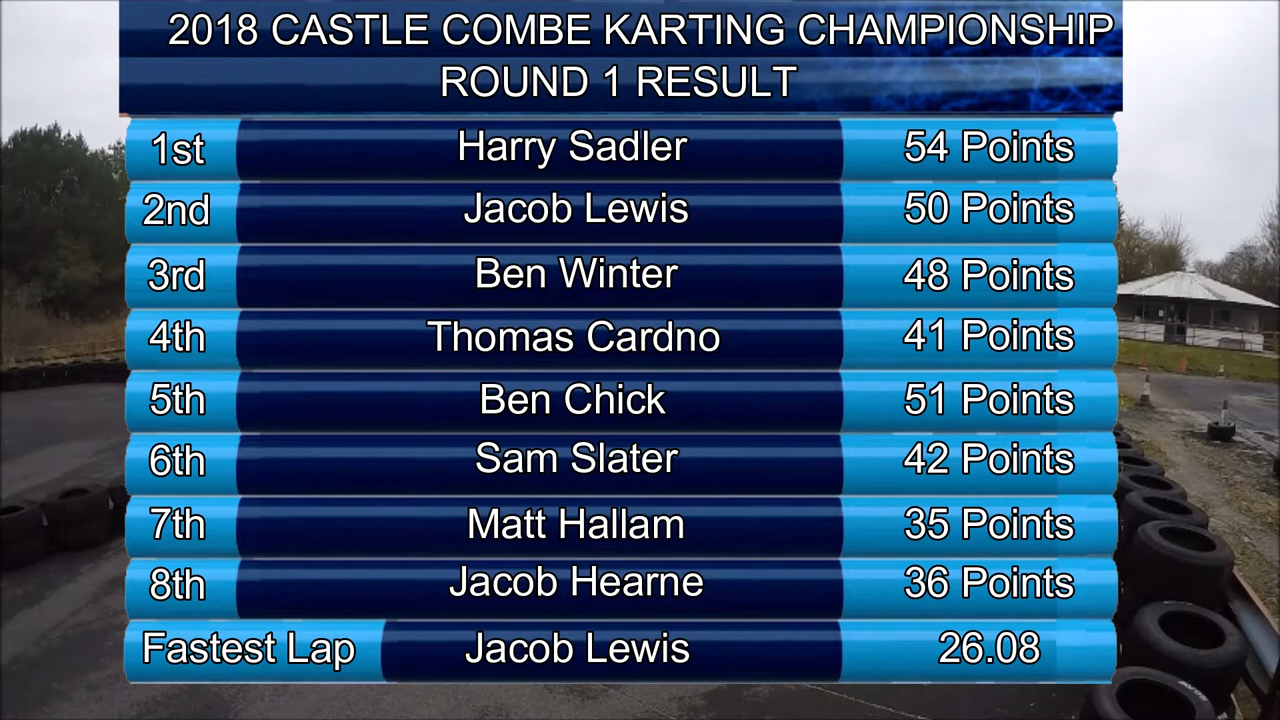 2018 CASTLE COMBE KARTING CHAMPIONSHIP
ROUND 1 RESULT
1st Harry Sadler 54 Points
2nd Jacob Lewis 50 Points
3rd Ben Winter 48 Points
4th Thomas Cardno 41 Points
5th Ben Chick 51 Points
6th Sam Slater 42 Points
7th Matt Hallam 35 Points
8th Jacob Hearne 36 Points
Fastest Lap Jacob Lewis 26.08